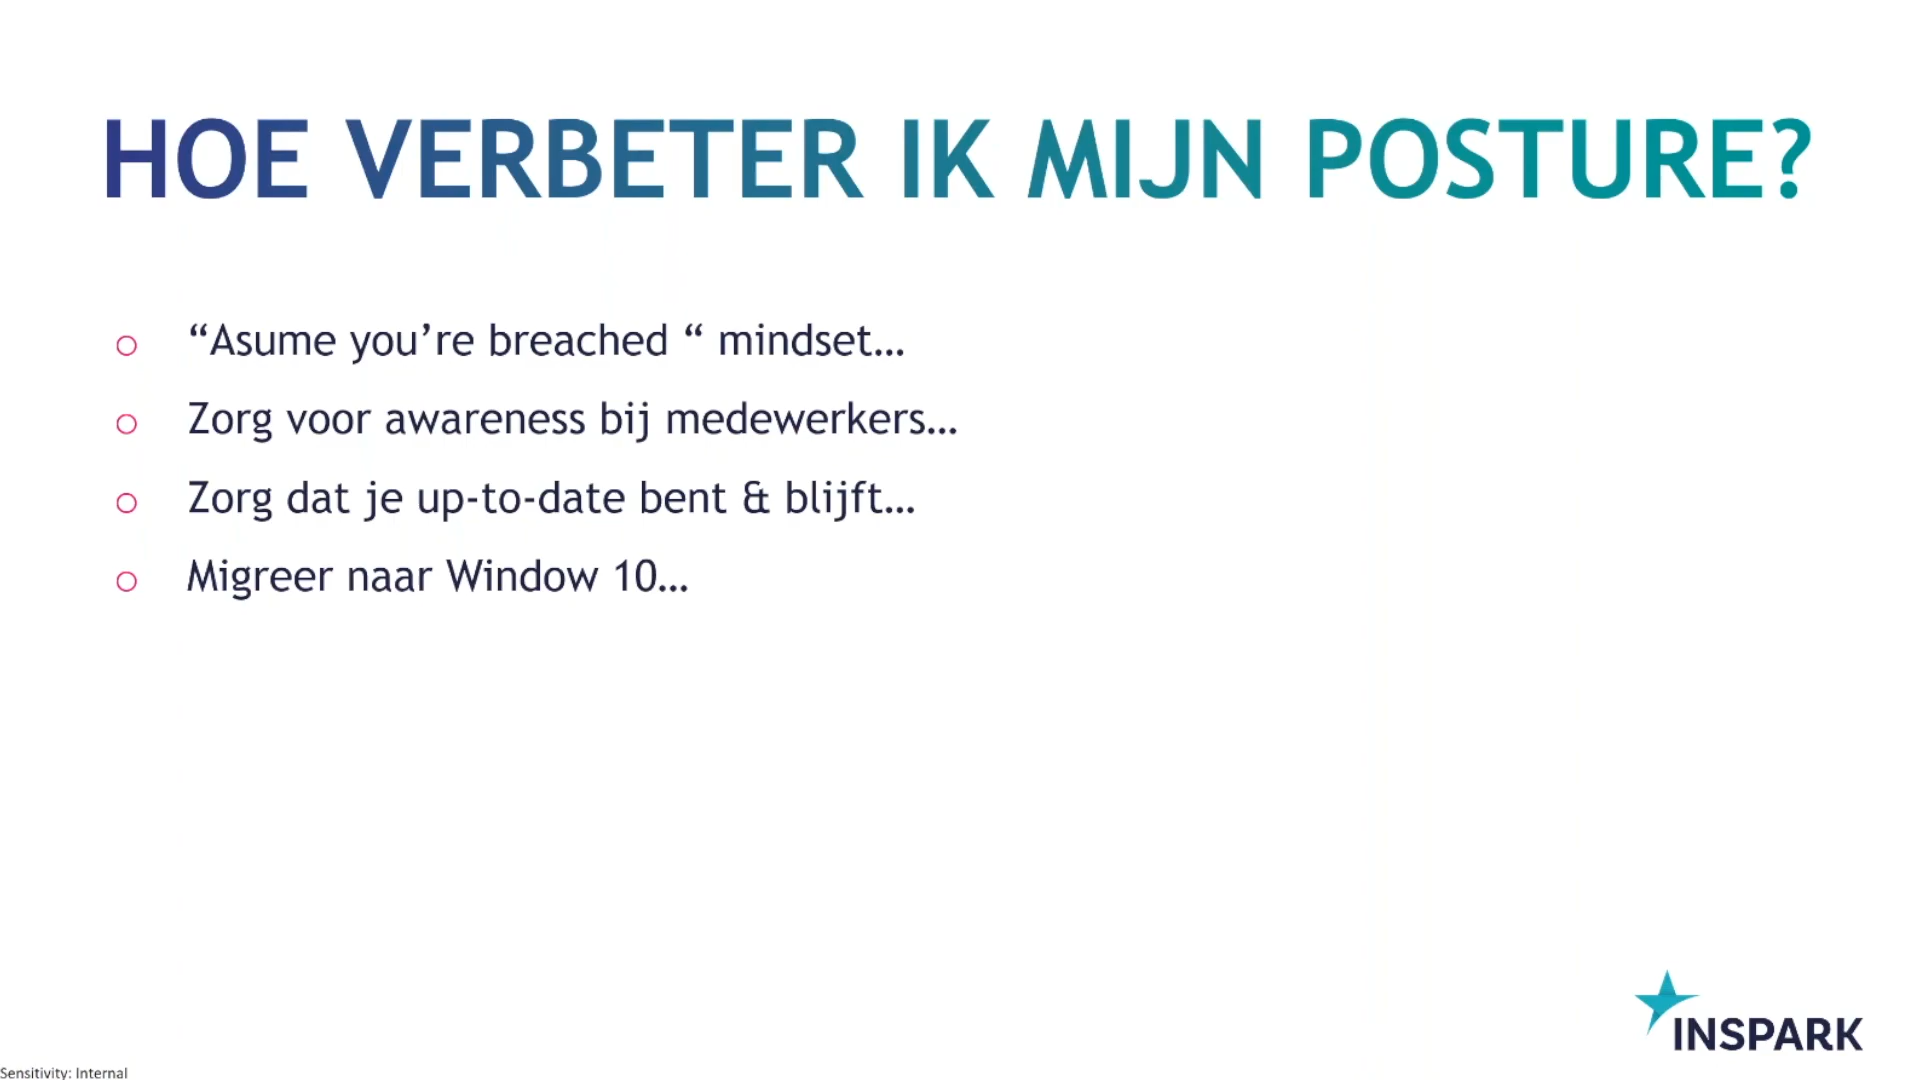 HOE VERBETER IK MIJN POSTURE?
“Asume you’re breached “ mindset…
Zorg voor awareness bij medewerkers…
Zorg dat je up-to-date bent & blijft…
Migreer naar Window 10…
INSPARK
Sensitivity: Internal